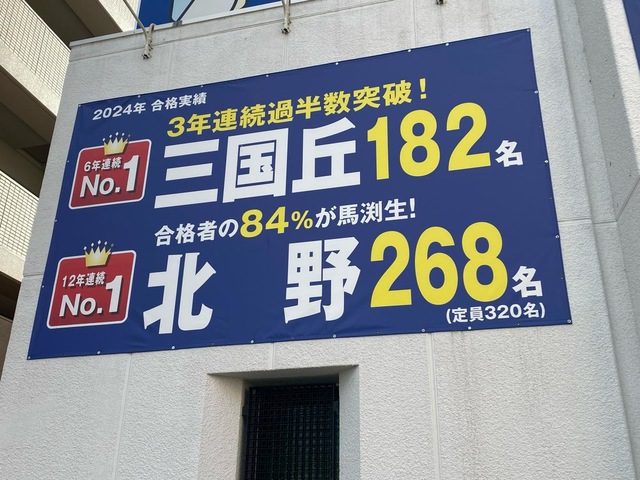 2024年 合格実績
3年連続過半数突破!
6年連続
No.1
三国丘182名
合格者の84%が馬渕生!
12年連続
No.1
北 野268名
(定員320名)